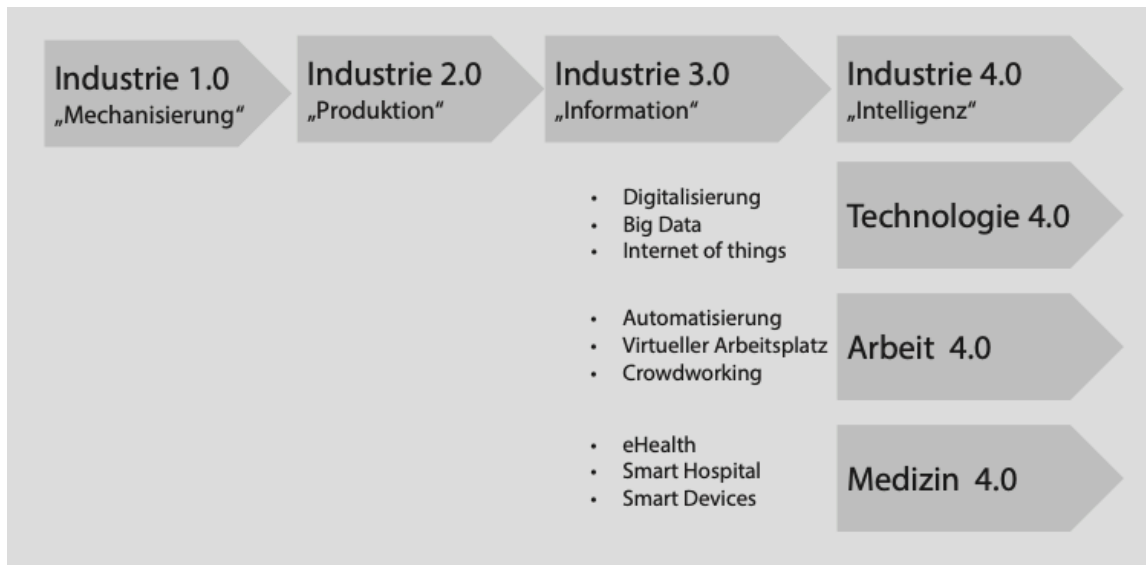 Industrie 1.0
„Mechanisierung“
Industrie 2.0
„Produktion“
Industrie 3.0
„Information“
Industrie 4.0
„Intelligenz“
• Digitalisierung
• Big Data
• Internet of things
Technologie 4.0
• Automatisierung
• Virtueller Arbeitsplatz
• Crowdworking
Arbeit 4.0
• eHealth
• Smart Hospital
• Smart Devices
Medizin 4.0